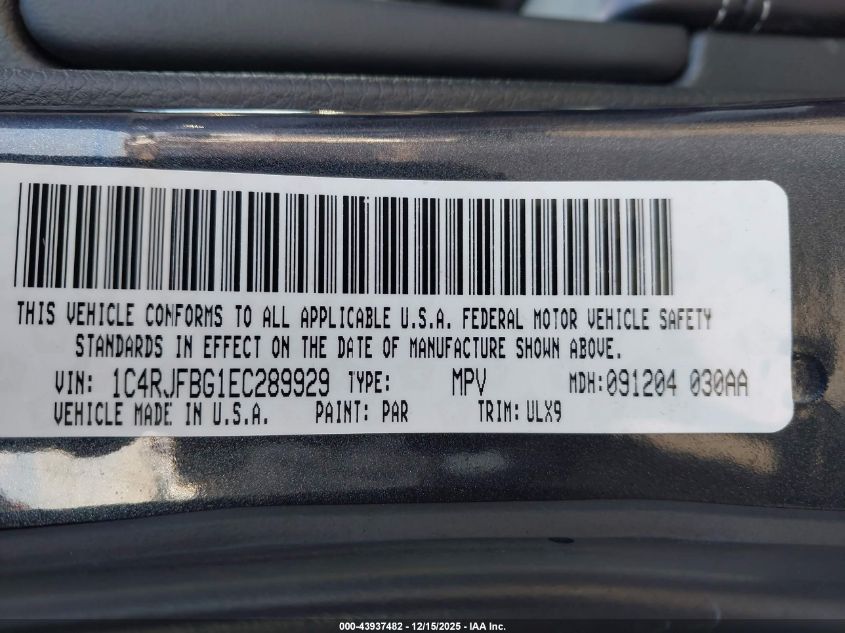 THIS VEHICLE CONFORMS TO ALL APPLICABLE U.S.A. FEDERAL MOTOR VEHICLE SAFETY
STANDARDS IN EFFECT ON THE DATE OF MANUFACTURE SHOWN ABOVE.
VIN: 1C4RJFBG1EC289929 TYPE: MPV MDH:091204 030AA
VEHICLE MADE IN U.S.A. PAINT: PAR TRIM:ULX9
000-43937482 - 12/15/2025 - IAA Inc.